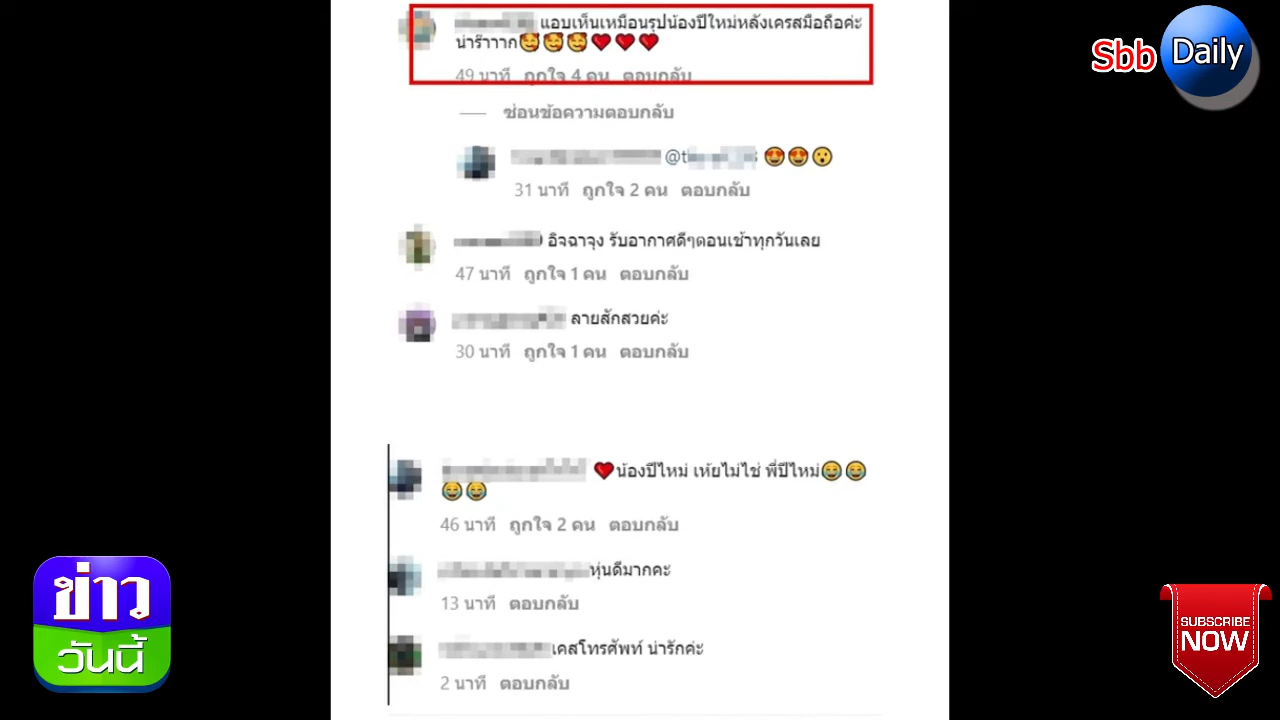 แอบเห็นเหมือนรูปน้องปีใหม่หลังเครสมือถือค่ะ
น่าร๊าาาก🥰🥰🥰❤❤❤
49 นาที ถูกใจ 4 คน ตอบกลับ
ซ่อนข้อความตอบกลับ
@t 😍😍😮
31 นาที ถูกใจ 2 คน ตอบกลับ
อิจฉาจุง รับอากาศดีๆตอนเช้าทุกวันเลย
47 นาที ถูกใจ 1 คน ตอบกลับ
ลายสักสวยค่ะ
30 นาที ถูกใจ 1 คน ตอบกลับ
❤น้องปีไหม่ เห้ยไม่ไช่ พี่ปีไหม่😂😂
😂😂
46 นาที ถูกใจ 2 คน ตอบกลับ
หุ่นดีมากคะ
13 นาที ตอบกลับ
เคสโทรศัพท์ น่ารักค่ะ
2 นาที ตอบกลับ
Sbb Daily
ข่าว
วันนี้
SUBSCRIBE
NOW